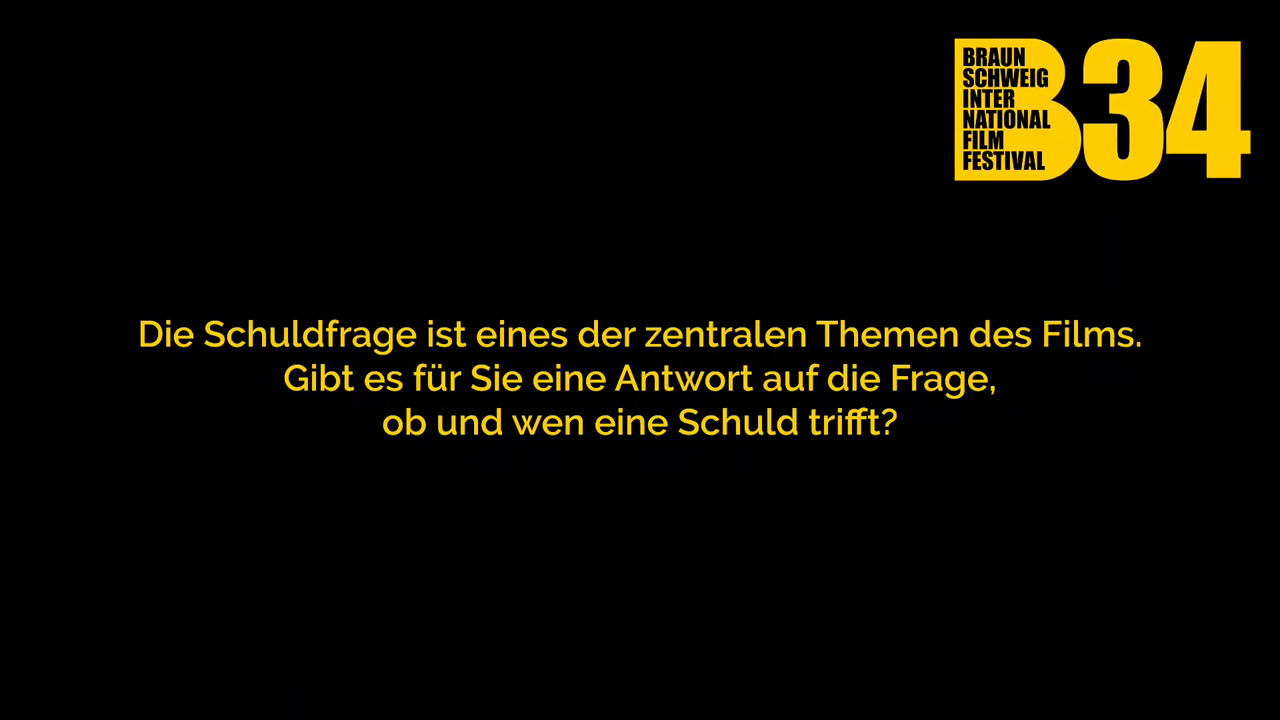 BRAUN
SCHWEIG
INTER
NATIONAL
FILM
FESTIVAL
B34
Die Schuldfrage ist eines der zentralen Themen des Films.
Gibt es für Sie eine Antwort auf die Frage,
ob und wen eine Schuld trifft?